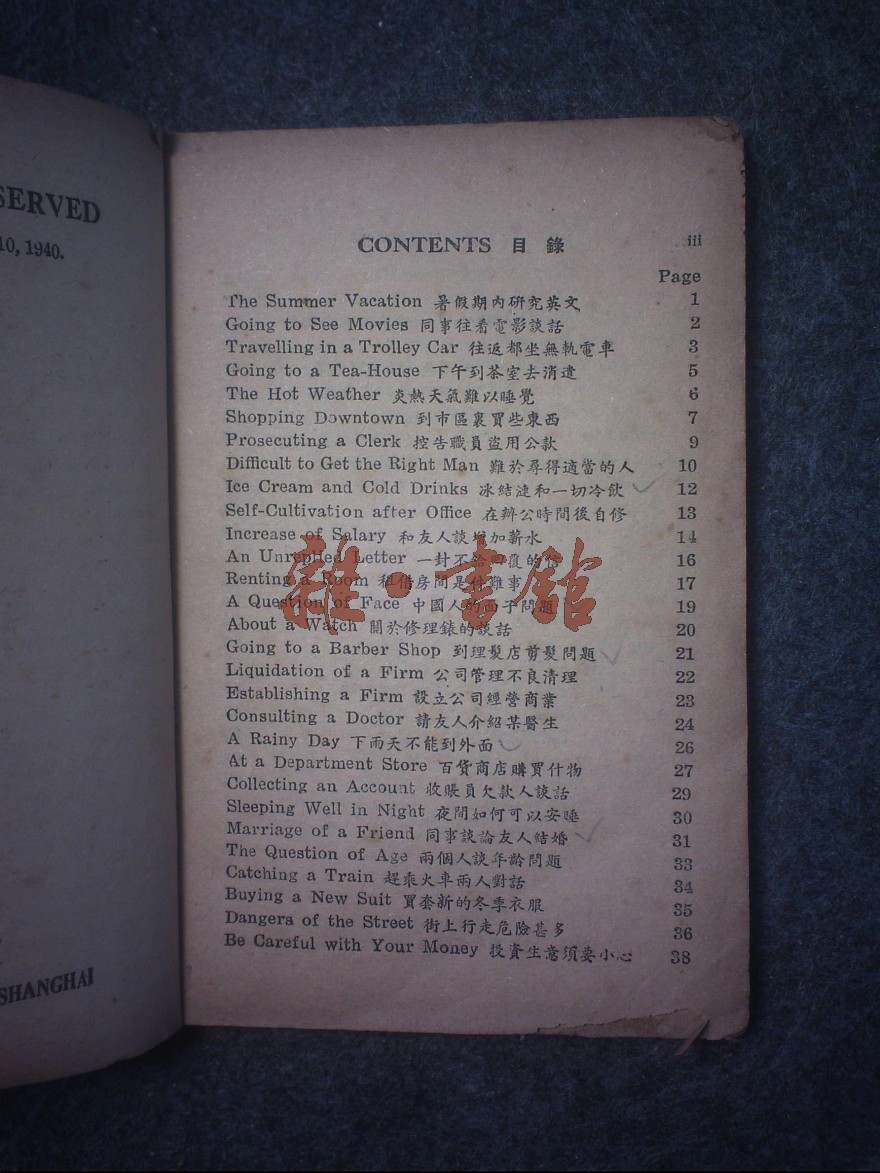 SERVED
10, 1940.
SHANGHAI
CONTENTS 目錄 iii
Page
The Summer Vacation 暑假期內研究英文 1
Going to See Movies 同事往看電影談話 2
Travelling in a Trolley Car 往返都坐無軌電車 3
Going to a Tea-House 下午到茶室去消遣 5
The Hot Weather 炎熱天氣難以睡覺 6
Shopping Downtown 到市區裏買些東西 7
Prosecuting a Clerk 控告職員盜用公款 9
Difficult to Get the Right Man 難於尋得適當的人 10
Ice Cream and Cold Drinks 冰結漣和一切冷飲 12
Self-Cultivation after Office 在辦公時間後自修 13
Increase of Salary 和友人談增加薪水 14
An Unreplied Letter 一封不給回覆的信 16
Renting a Room 租借房間是件難事 17
A Question of Face 中國人的面子問題 19
About a Watch 關於修理錶的談話 20
Going to a Barber Shop 到理髮店剪髮問題 21
Liquidation of a Firm 公司管理不良清理 22
Establishing a Firm 設立公司經營商業 23
Consulting a Doctor 請友人介紹某醫生 24
A Rainy Day 下雨天不能到外面 26
At a Department Store 百貨商店購買什物 27
Collecting an Account 收賬員欠款人談話 29
Sleeping Well in Night 夜間如何可以安睡 30
Marriage of a Friend 同事談論友人結婚 31
The Question of Age 兩個人談年齡問題 33
Catching a Train 趕乘火車兩人對話 34
Buying a New Suit 買套新的冬季衣服 35
Dangers of the Street 街上行走危險甚多 36
Be Careful with Your Money 投資生意須要小心 38
雜·書館